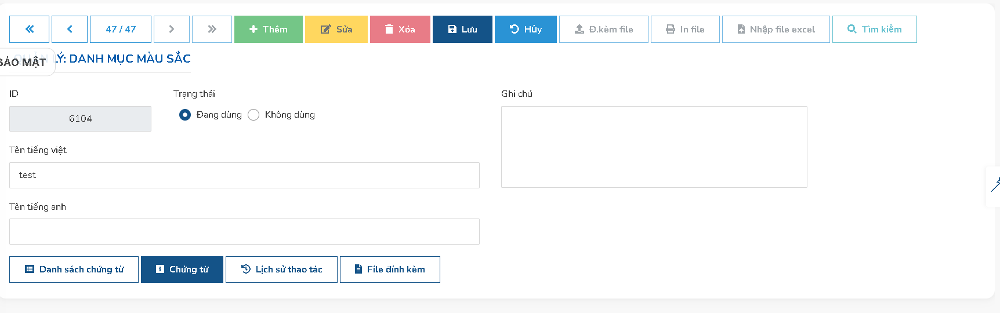 47 / 47 Thêm Sửa Xóa Lưu Hủy Đ.kèm file In file Nhập file excel Tìm kiếm
BẢO MẬT LÝ: DANH MỤC MÀU SẮC
ID Trạng thái Ghi chú
6104 Đang dùng Không dùng
Tên tiếng việt
test
Tên tiếng anh
Danh sách chứng từ Chứng từ Lịch sử thao tác File đính kèm